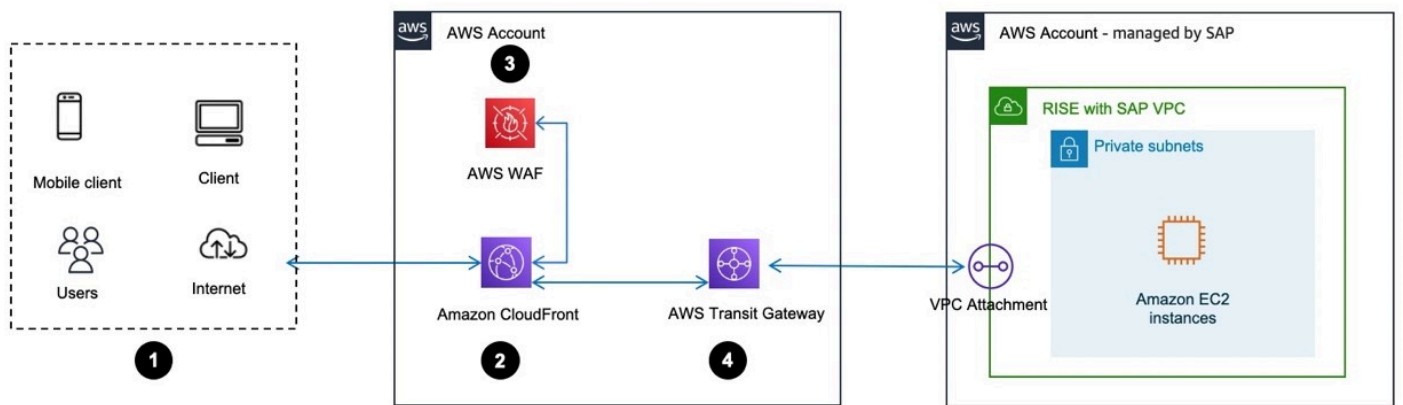 Mobile client
Client
Users
Internet
1
aws
AWS Account
3
AWS WAF
Amazon CloudFront
2
AWS Transit Gateway
4
aws
AWS Account - managed by SAP
RISE with SAP VPC
Private subnets
VPC Attachment
Amazon EC2
instances